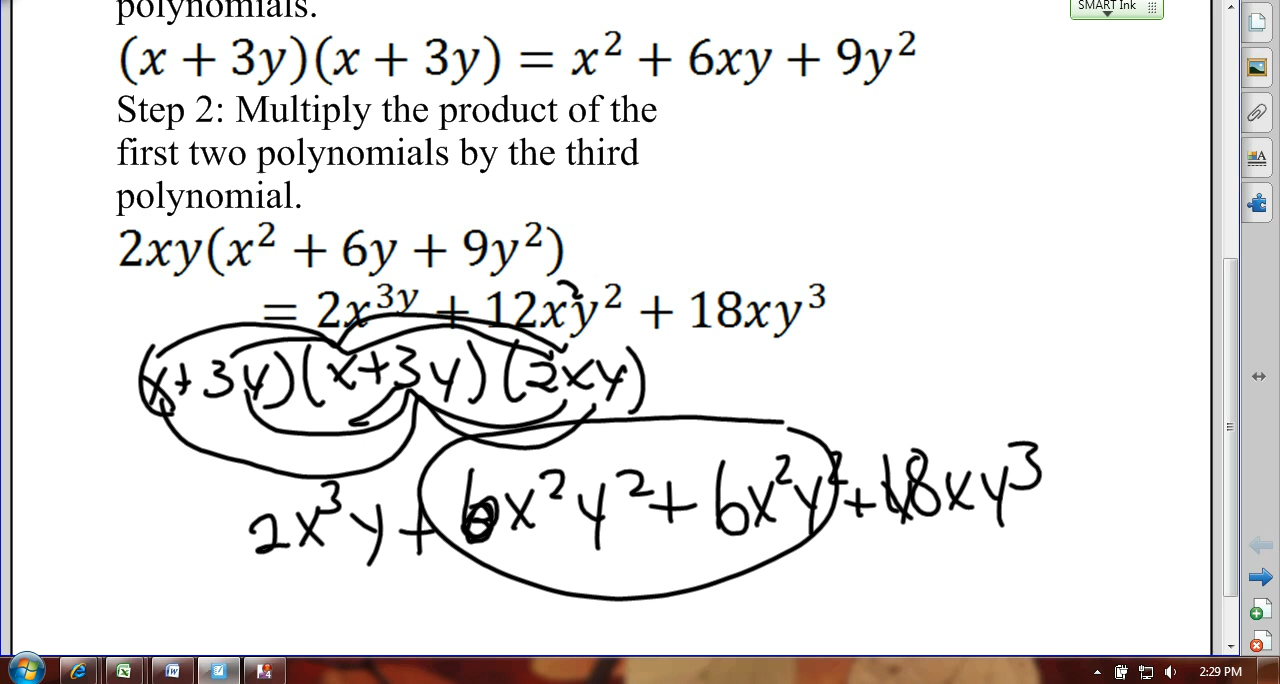 polynomials.
SMART Ink
(x + 3y)(x + 3y) = x² + 6xy + 9y²
Step 2: Multiply the product of the
first two polynomials by the third
polynomial.
2xy(x² + 6y + 9y²)
= 2x³ʸ + 12x²y² + 18xy³
(x+3y)(x+3y)(2xy)
2x³y + 6x²y² + 6x²y² + 18xy³
2:29 PM